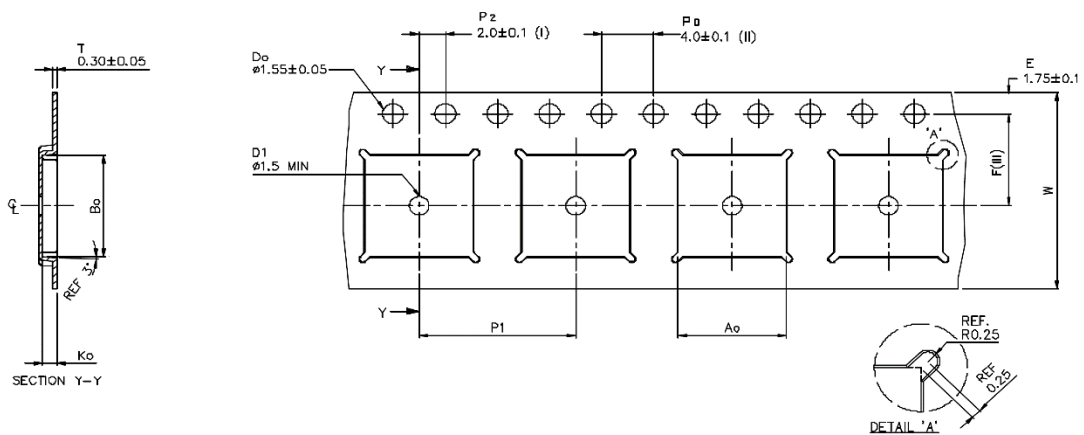 T
0.30±0.05
Bo
REF 3°
Ko
SECTION Y-Y
P2
2.0±0.1 (I)
Po
4.0±0.1 (II)
Do
ø1.55±0.05
Y
E
1.75±0.1
"A"
D1
ø1.5 MIN
F(III)
W
Y
P1
Ao
REF.
R0.25
REF
0.25
DETAIL "A"